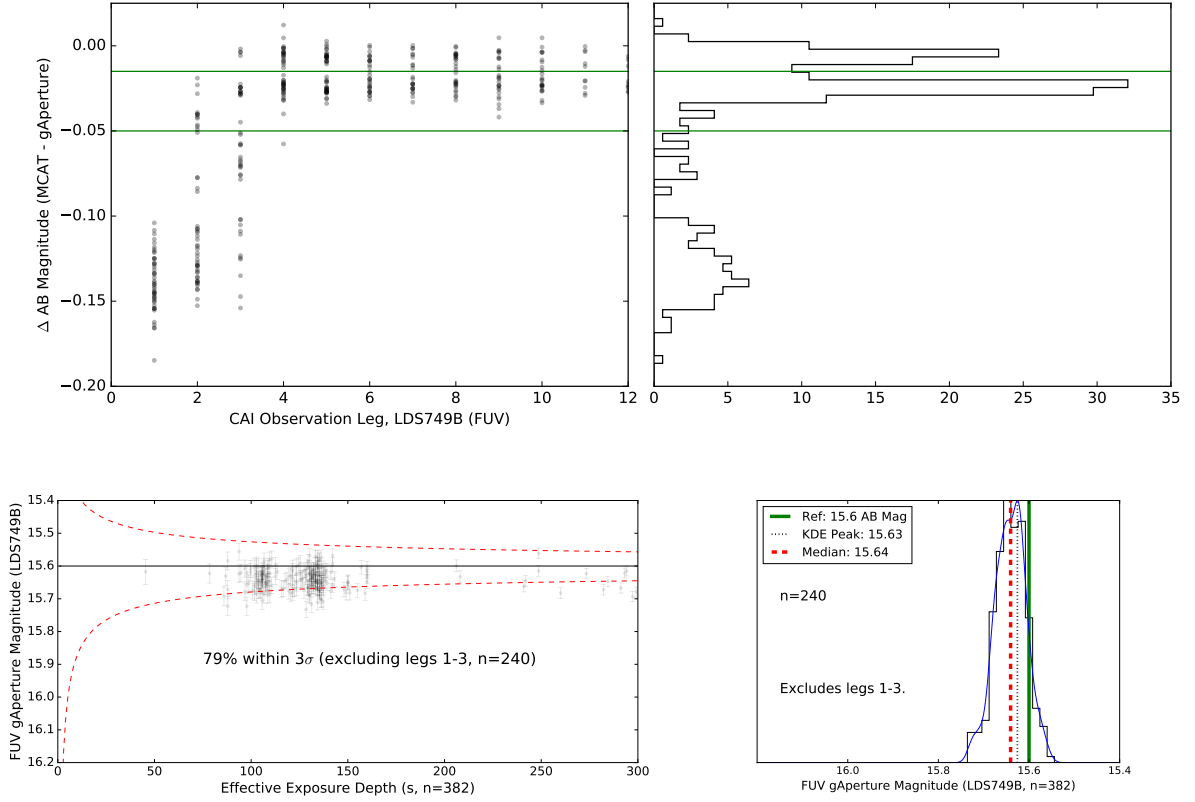 0.00
−0.05
−0.10
−0.15
−0.20
Δ AB Magnitude (MCAT - gAperture)
0 2 4 6 8 10 12
CAI Observation Leg, LDS749B (FUV)
0 5 10 15 20 25 30 35
15.4
15.5
15.6
15.7
15.8
15.9
16.0
16.1
16.2
FUV gAperture Magnitude (LDS749B)
79% within 3σ (excluding legs 1-3, n=240)
0 50 100 150 200 250 300
Effective Exposure Depth (s, n=382)
Ref: 15.6 AB Mag
KDE Peak: 15.63
Median: 15.64
n=240
Excludes legs 1-3.
16.0 15.8 15.6 15.4
FUV gAperture Magnitude (LDS749B, n=382)